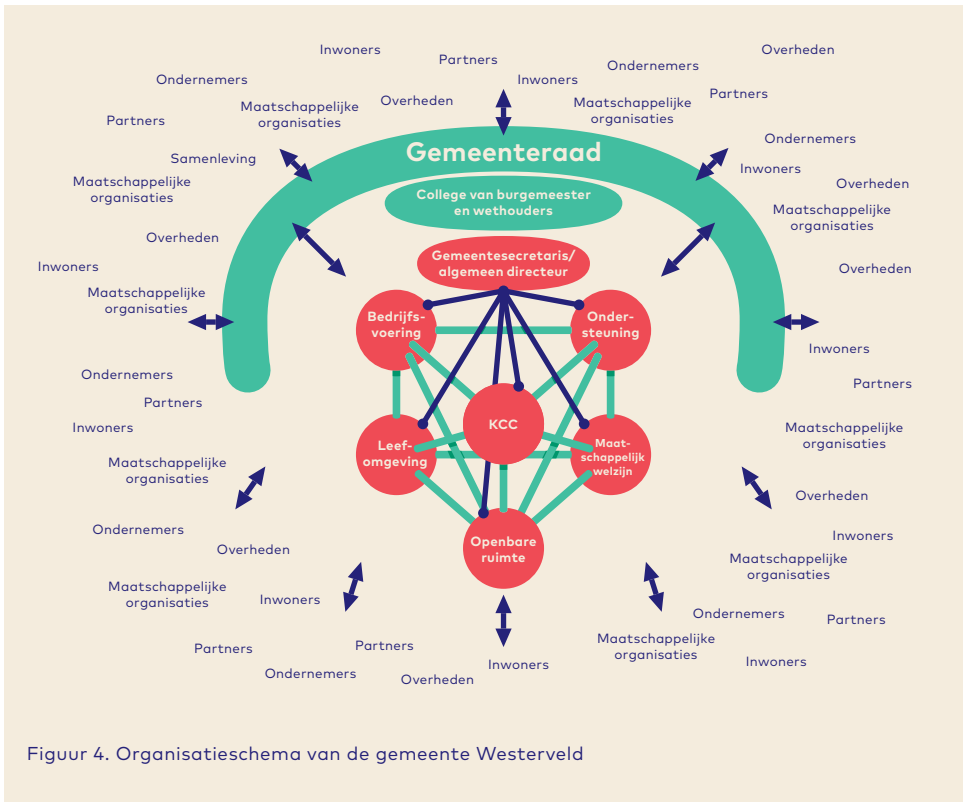 Inwoners
Overheden
Partners
Ondernemers
Ondernemers
Inwoners
Partners
Overheden
Maatschappelijke
organisaties
Maatschappelijke
organisaties
Partners
Ondernemers
Gemeenteraad
Samenleving
Inwoners
Maatschappelijke
organisaties
Overheden
College van burgemeester
en wethouders
Maatschappelijke
organisaties
Overheden
Gemeentesecretaris/
algemeen directeur
Inwoners
Overheden
Maatschappelijke
organisaties
Bedrijfs-
voering
Onder-
steuning
Inwoners
Ondernemers
Partners
Partners
Inwoners
KCC
Maatschappelijke
organisaties
Leef-
omgeving
Maat-
schappelijk
welzijn
Maatschappelijke
organisaties
Overheden
Ondernemers
Inwoners
Openbare
ruimte
Overheden
Maatschappelijke
organisaties
Maatschappelijke
organisaties
Inwoners
Ondernemers
Partners
Partners
Partners
Maatschappelijke
organisaties
Inwoners
Inwoners
Ondernemers
Overheden
Figuur 4. Organisatieschema van de gemeente Westerveld